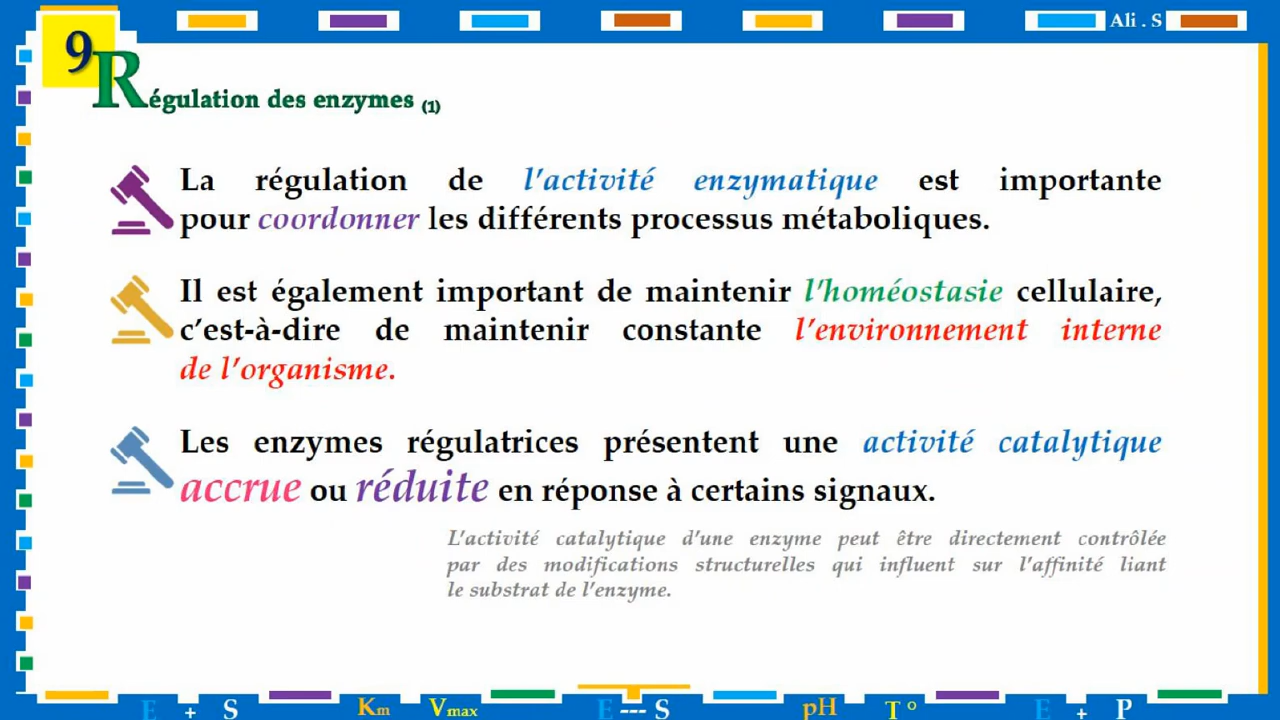 Ali . S
9
Régulation des enzymes (1)
La régulation de l’activité enzymatique est importante
pour coordonner les différents processus métaboliques.
Il est également important de maintenir l’homéostasie cellulaire,
c’est-à-dire de maintenir constante l’environnement interne
de l’organisme.
Les enzymes régulatrices présentent une activité catalytique
accrue ou réduite en réponse à certains signaux.
L’activité catalytique d’une enzyme peut être directement contrôlée
par des modifications structurelles qui influent sur l’affinité liant
le substrat de l’enzyme.
E + S Km Vmax E --- S pH T° E + P